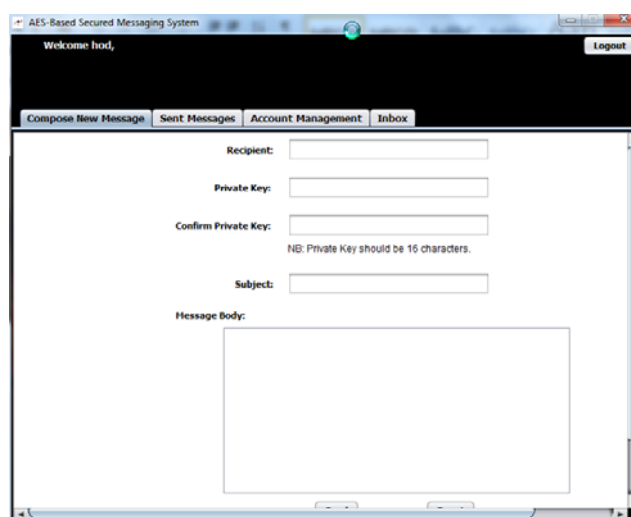 AES-Based Secured Messaging System
Welcome hod,
Logout
Compose New Message Sent Messages Account Management Inbox
Recipient:
Private Key:
Confirm Private Key:
NB: Private Key should be 16 characters.
Subject:
Message Body: